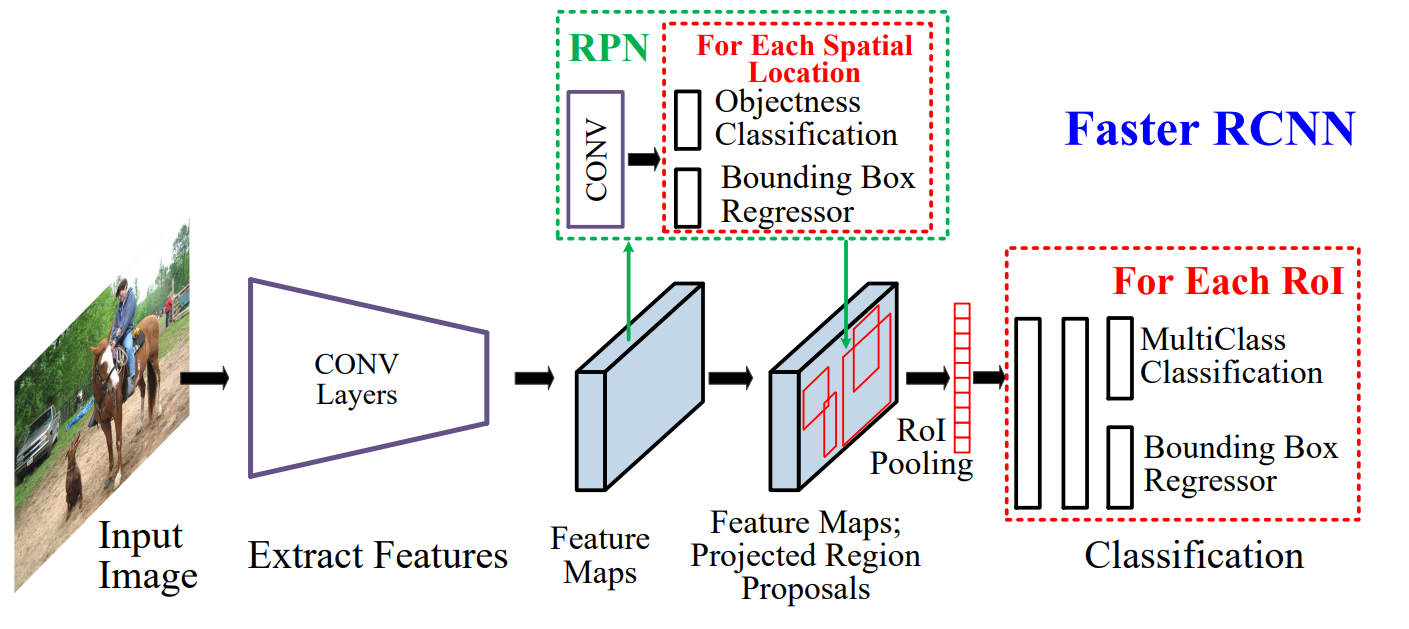 RPN
For Each Spatial
Location
CONV
Objectness
Classification
Bounding Box
Regressor
Faster RCNN
CONV
Layers
For Each RoI
MultiClass
Classification
Bounding Box
Regressor
RoI
Pooling
Input
Image
Extract Features
Feature
Maps
Feature Maps;
Projected Region
Proposals
Classification